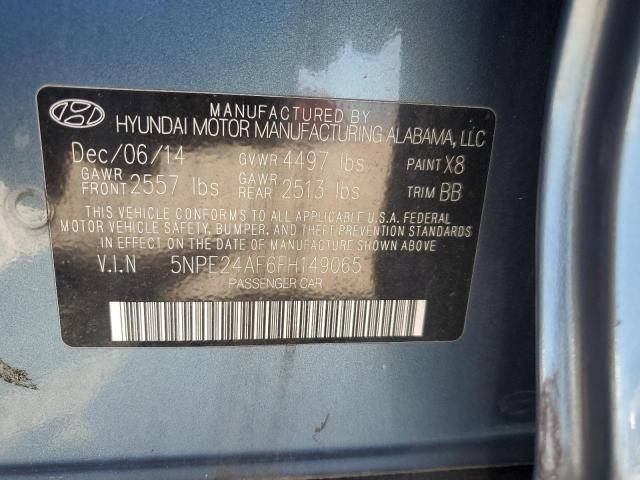 MANUFACTURED BY
HYUNDAI MOTOR MANUFACTURING ALABAMA, LLC
Dec/06/14 GVWR 4497 lbs PAINT X8
GAWR FRONT 2557 lbs GAWR REAR 2513 lbs TRIM BB
THIS VEHICLE CONFORMS TO ALL APPLICABLE U.S.A. FEDERAL
MOTOR VEHICLE SAFETY, BUMPER, AND THEFT PREVENTION STANDARDS
IN EFFECT ON THE DATE OF MANUFACTURE SHOWN ABOVE.
V.I.N 5NPE24AF6FH149065
PASSENGER CAR